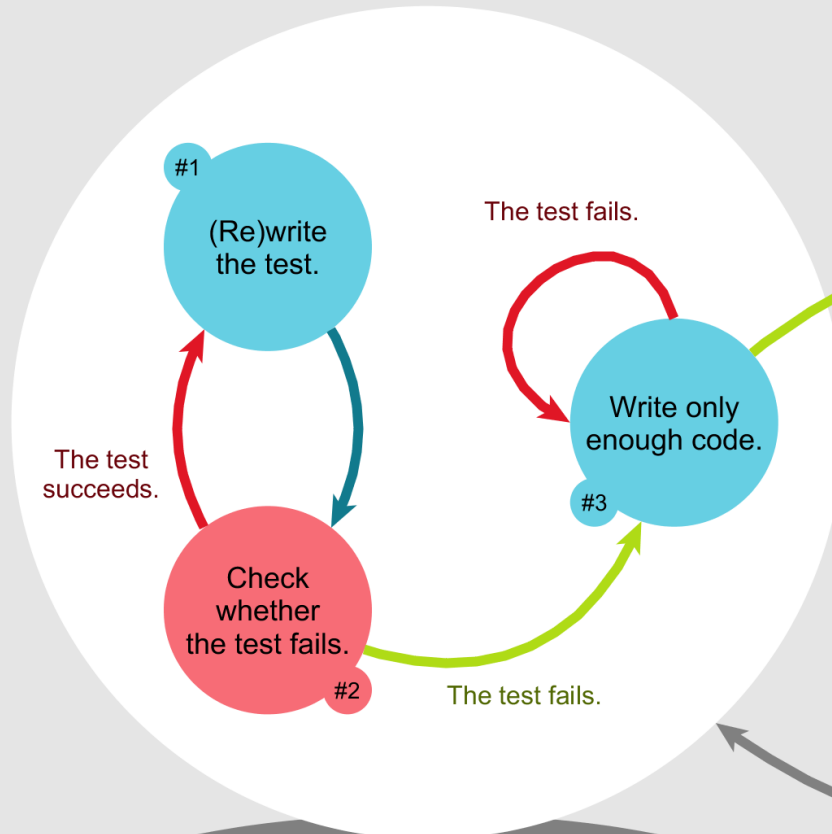 #1
(Re)write
the test.
The test fails.
Write only
enough code.
#3
The test
succeeds.
Check
whether
the test fails.
#2
The test fails.